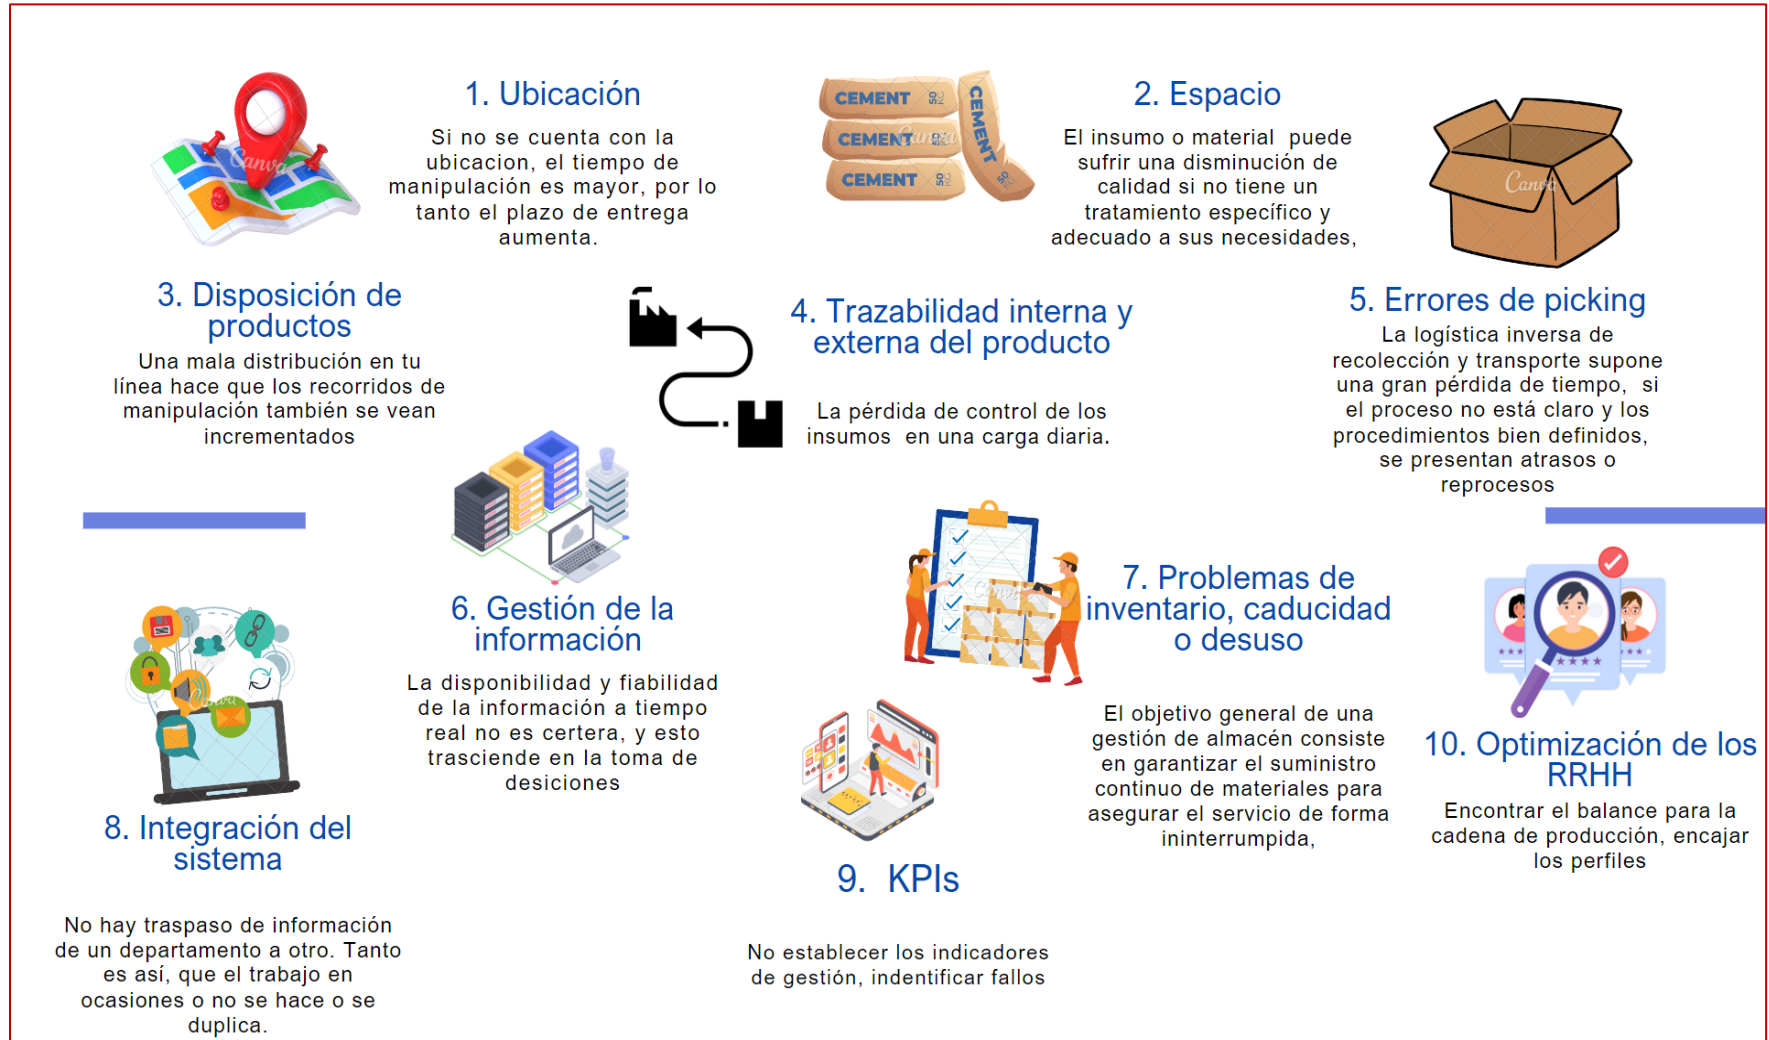 1. Ubicación
Si no se cuenta con la
ubicacion, el tiempo de
manipulación es mayor, por lo
tanto el plazo de entrega
aumenta.
CEMENT 50 KG
CEMENT 50 KG
CEMENT 50 KG
CEMENT 50 KG
Canva
2. Espacio
El insumo o material puede
sufrir una disminución de
calidad si no tiene un
tratamiento específico y
adecuado a sus necesidades,
Canva
3. Disposición de
productos
Una mala distribución en tu
línea hace que los recorridos de
manipulación también se vean
incrementados
4. Trazabilidad interna y
externa del producto
La pérdida de control de los
insumos en una carga diaria.
5. Errores de picking
La logística inversa de
recolección y transporte supone
una gran pérdida de tiempo, si
el proceso no está claro y los
procedimientos bien definidos,
se presentan atrasos o
reprocesos
6. Gestión de la
información
La disponibilidad y fiabilidad
de la información a tiempo
real no es certera, y esto
trasciende en la toma de
desiciones
7. Problemas de
inventario, caducidad
o desuso
El objetivo general de una
gestión de almacén consiste
en garantizar el suministro
continuo de materiales para
asegurar el servicio de forma
ininterrumpida,
8. Integración del
sistema
No hay traspaso de información
de un departamento a otro. Tanto
es así, que el trabajo en
ocasiones o no se hace o se
duplica.
9. KPIs
No establecer los indicadores
de gestión, indentificar fallos
10. Optimización de los
RRHH
Encontrar el balance para la
cadena de producción, encajar
los perfiles